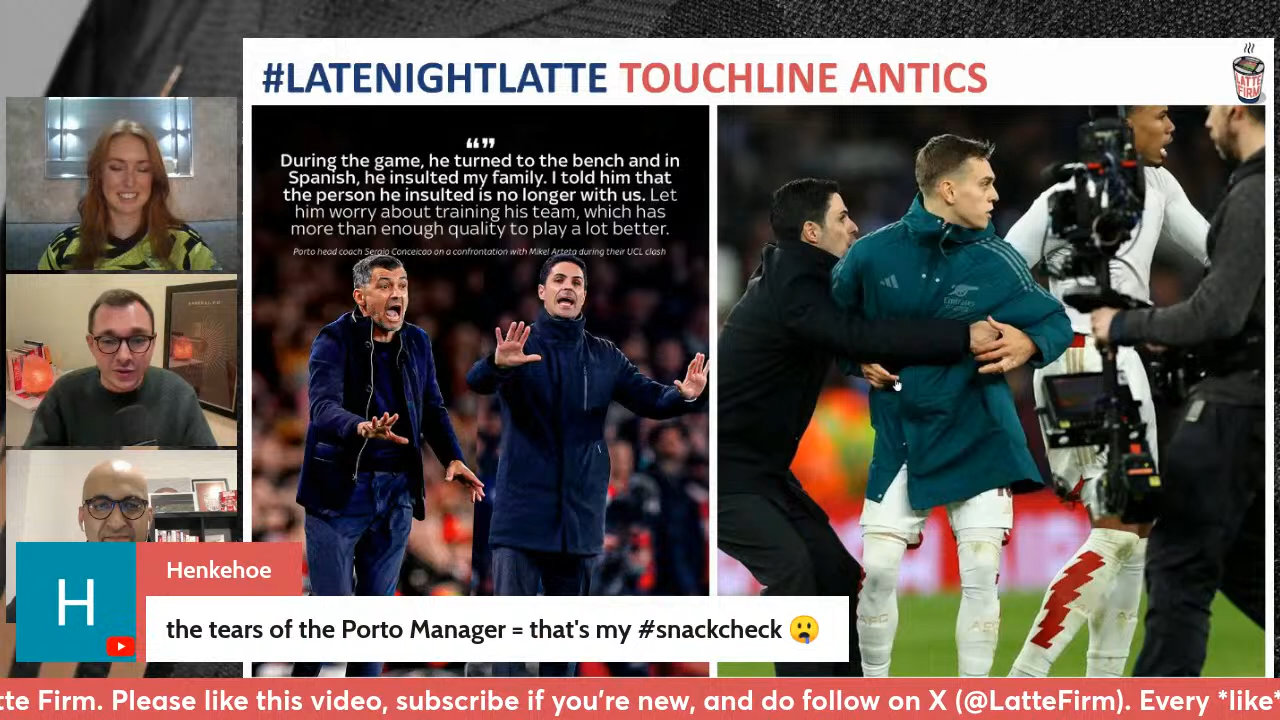 #LATENIGHTLATTE TOUCHLINE ANTICS
LATTE
FIRM
“”
During the game, he turned to the bench and in
Spanish, he insulted my family. I told him that
the person he insulted is no longer with us. Let
him worry about training his team, which has
more than enough quality to play a lot better.
Porto head coach Sergio Conceicao on a confrontation with Mikel Arteta during their UCL clash
Arsenal
H
Henkehoe
the tears of the Porto Manager = that's my #snackcheck 😮
tte Firm. Please like this video, subscribe if you’re new, and do follow on X (@LatteFirm). Every *like*